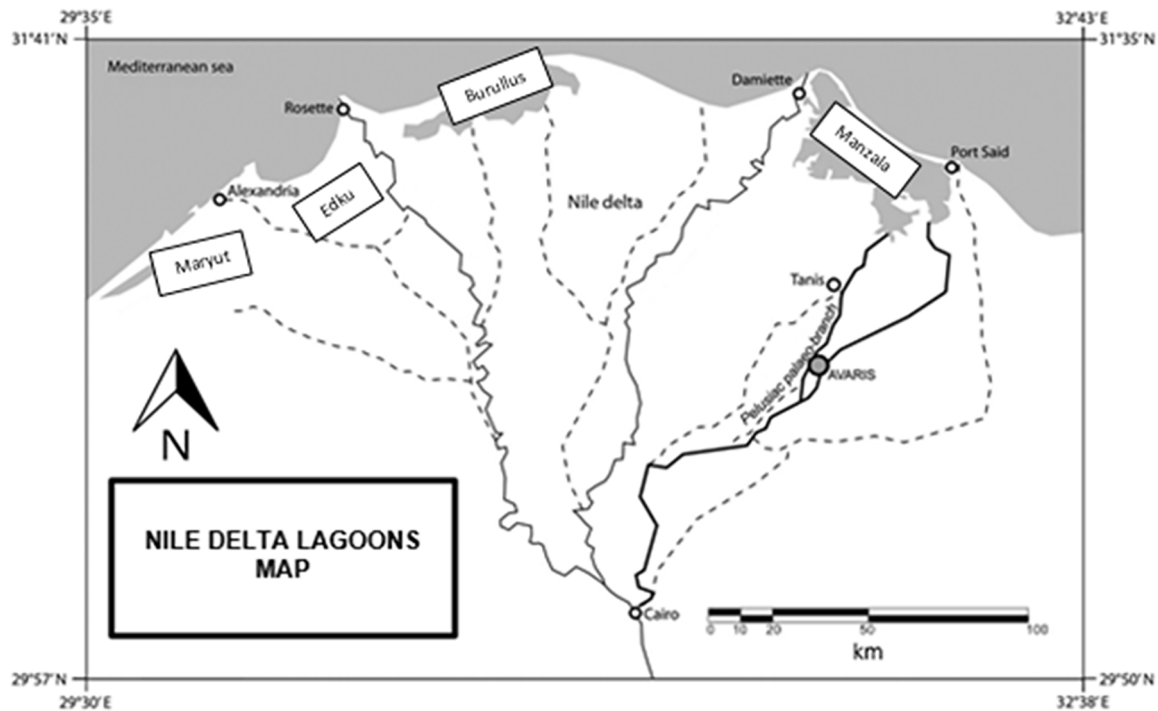 29°35′E
32°43′E
31°41′N
31°35′N
Mediterranean sea
Burullus
Damiette
Rosette
Manzala
Port Said
Alexandria
Edku
Nile delta
Maryut
Tanis
Pelusiac palaeo-branch
AVARIS
N
NILE DELTA LAGOONS
MAP
Cairo
0 10 20 50 100
km
29°57′N
29°50′N
29°30′E
32°38′E